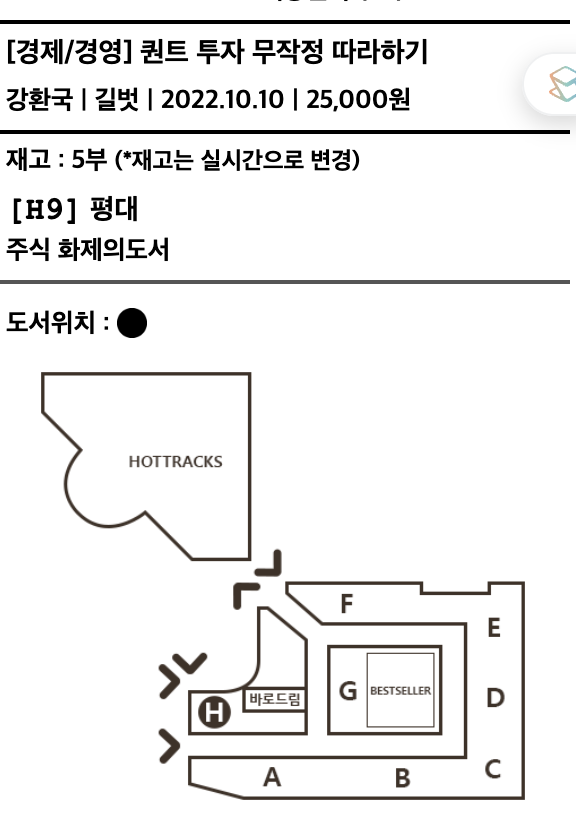 [경제/경영] 퀀트 투자 무작정 따라하기
강환국 | 길벗 | 2022.10.10 | 25,000원
재고 : 5부 (*재고는 실시간으로 변경)
[H9] 평대
주식 화제의도서
도서위치 : ●
HOTTRACKS
F
E
G BESTSELLER
D
H 바로드림
A
B
C